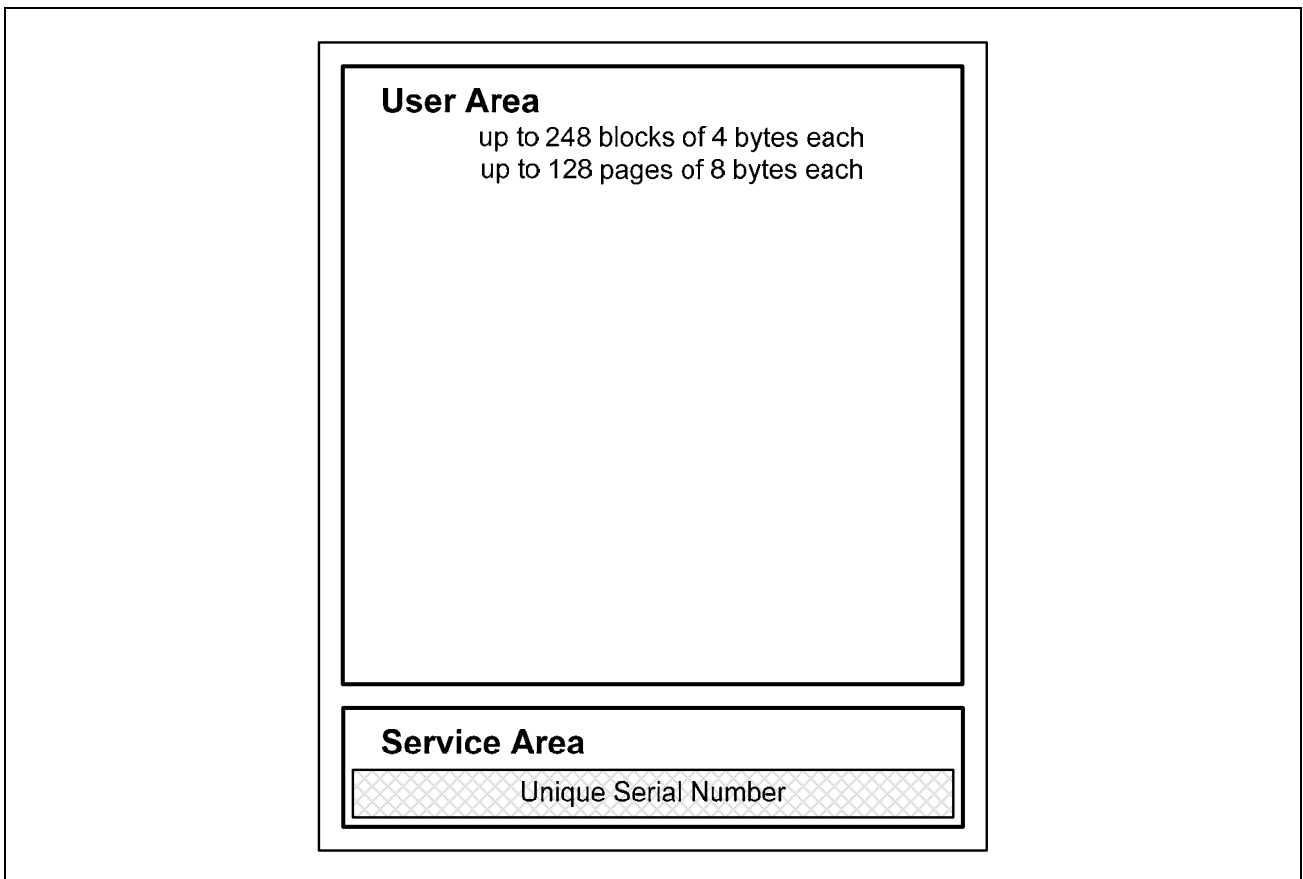 User Area
up to 248 blocks of 4 bytes each
up to 128 pages of 8 bytes each
Service Area
Unique Serial Number